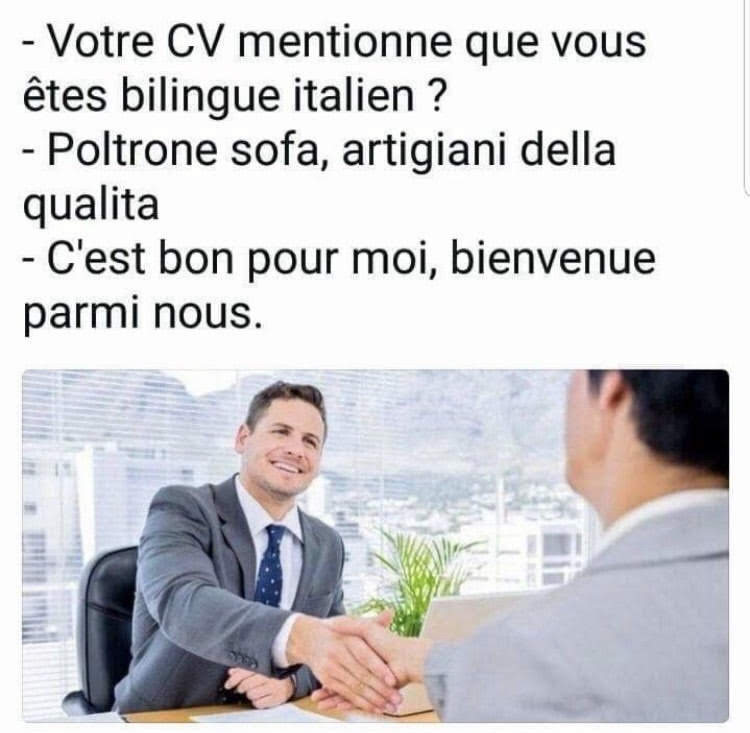 - Votre CV mentionne que vous
êtes bilingue italien ?
- Poltrone sofa, artigiani della
qualita
- C'est bon pour moi, bienvenue
parmi nous.